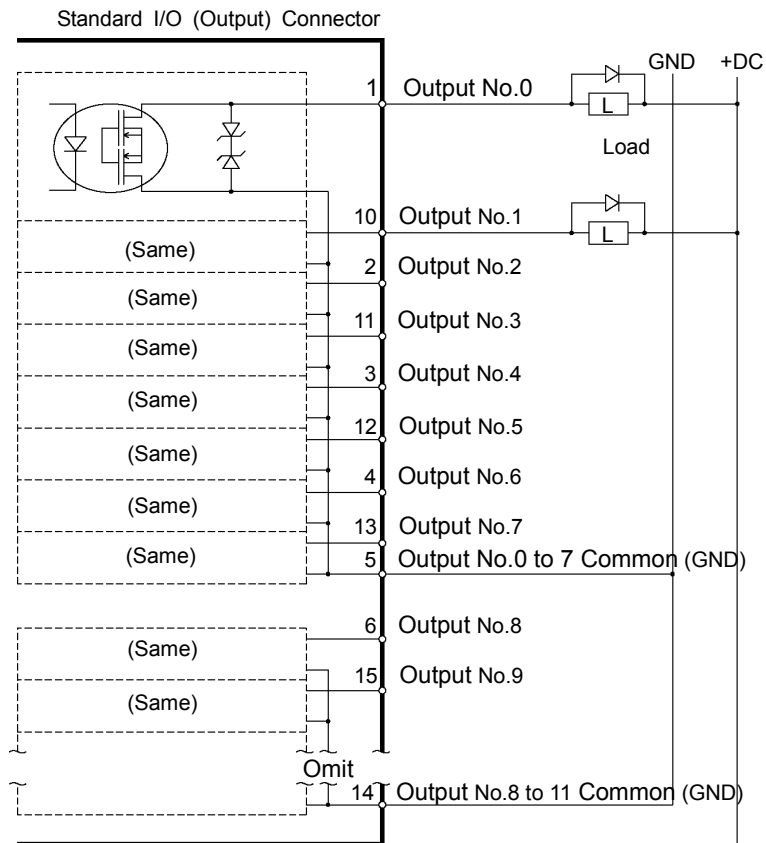 Standard I/O (Output) Connector
GND +DC
1 Output No.0
L
Load
10 Output No.1
L
(Same)
2 Output No.2
(Same)
11 Output No.3
(Same)
3 Output No.4
(Same)
12 Output No.5
(Same)
4 Output No.6
(Same)
13 Output No.7
(Same)
5 Output No.0 to 7 Common (GND)
6 Output No.8
(Same)
15 Output No.9
(Same)
Omit
14 Output No.8 to 11 Common (GND)